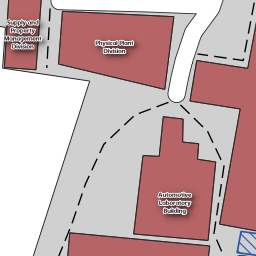 Supply and
Property
Management
Division
Physical Plant
Division
Automotive
Laboratory
Building